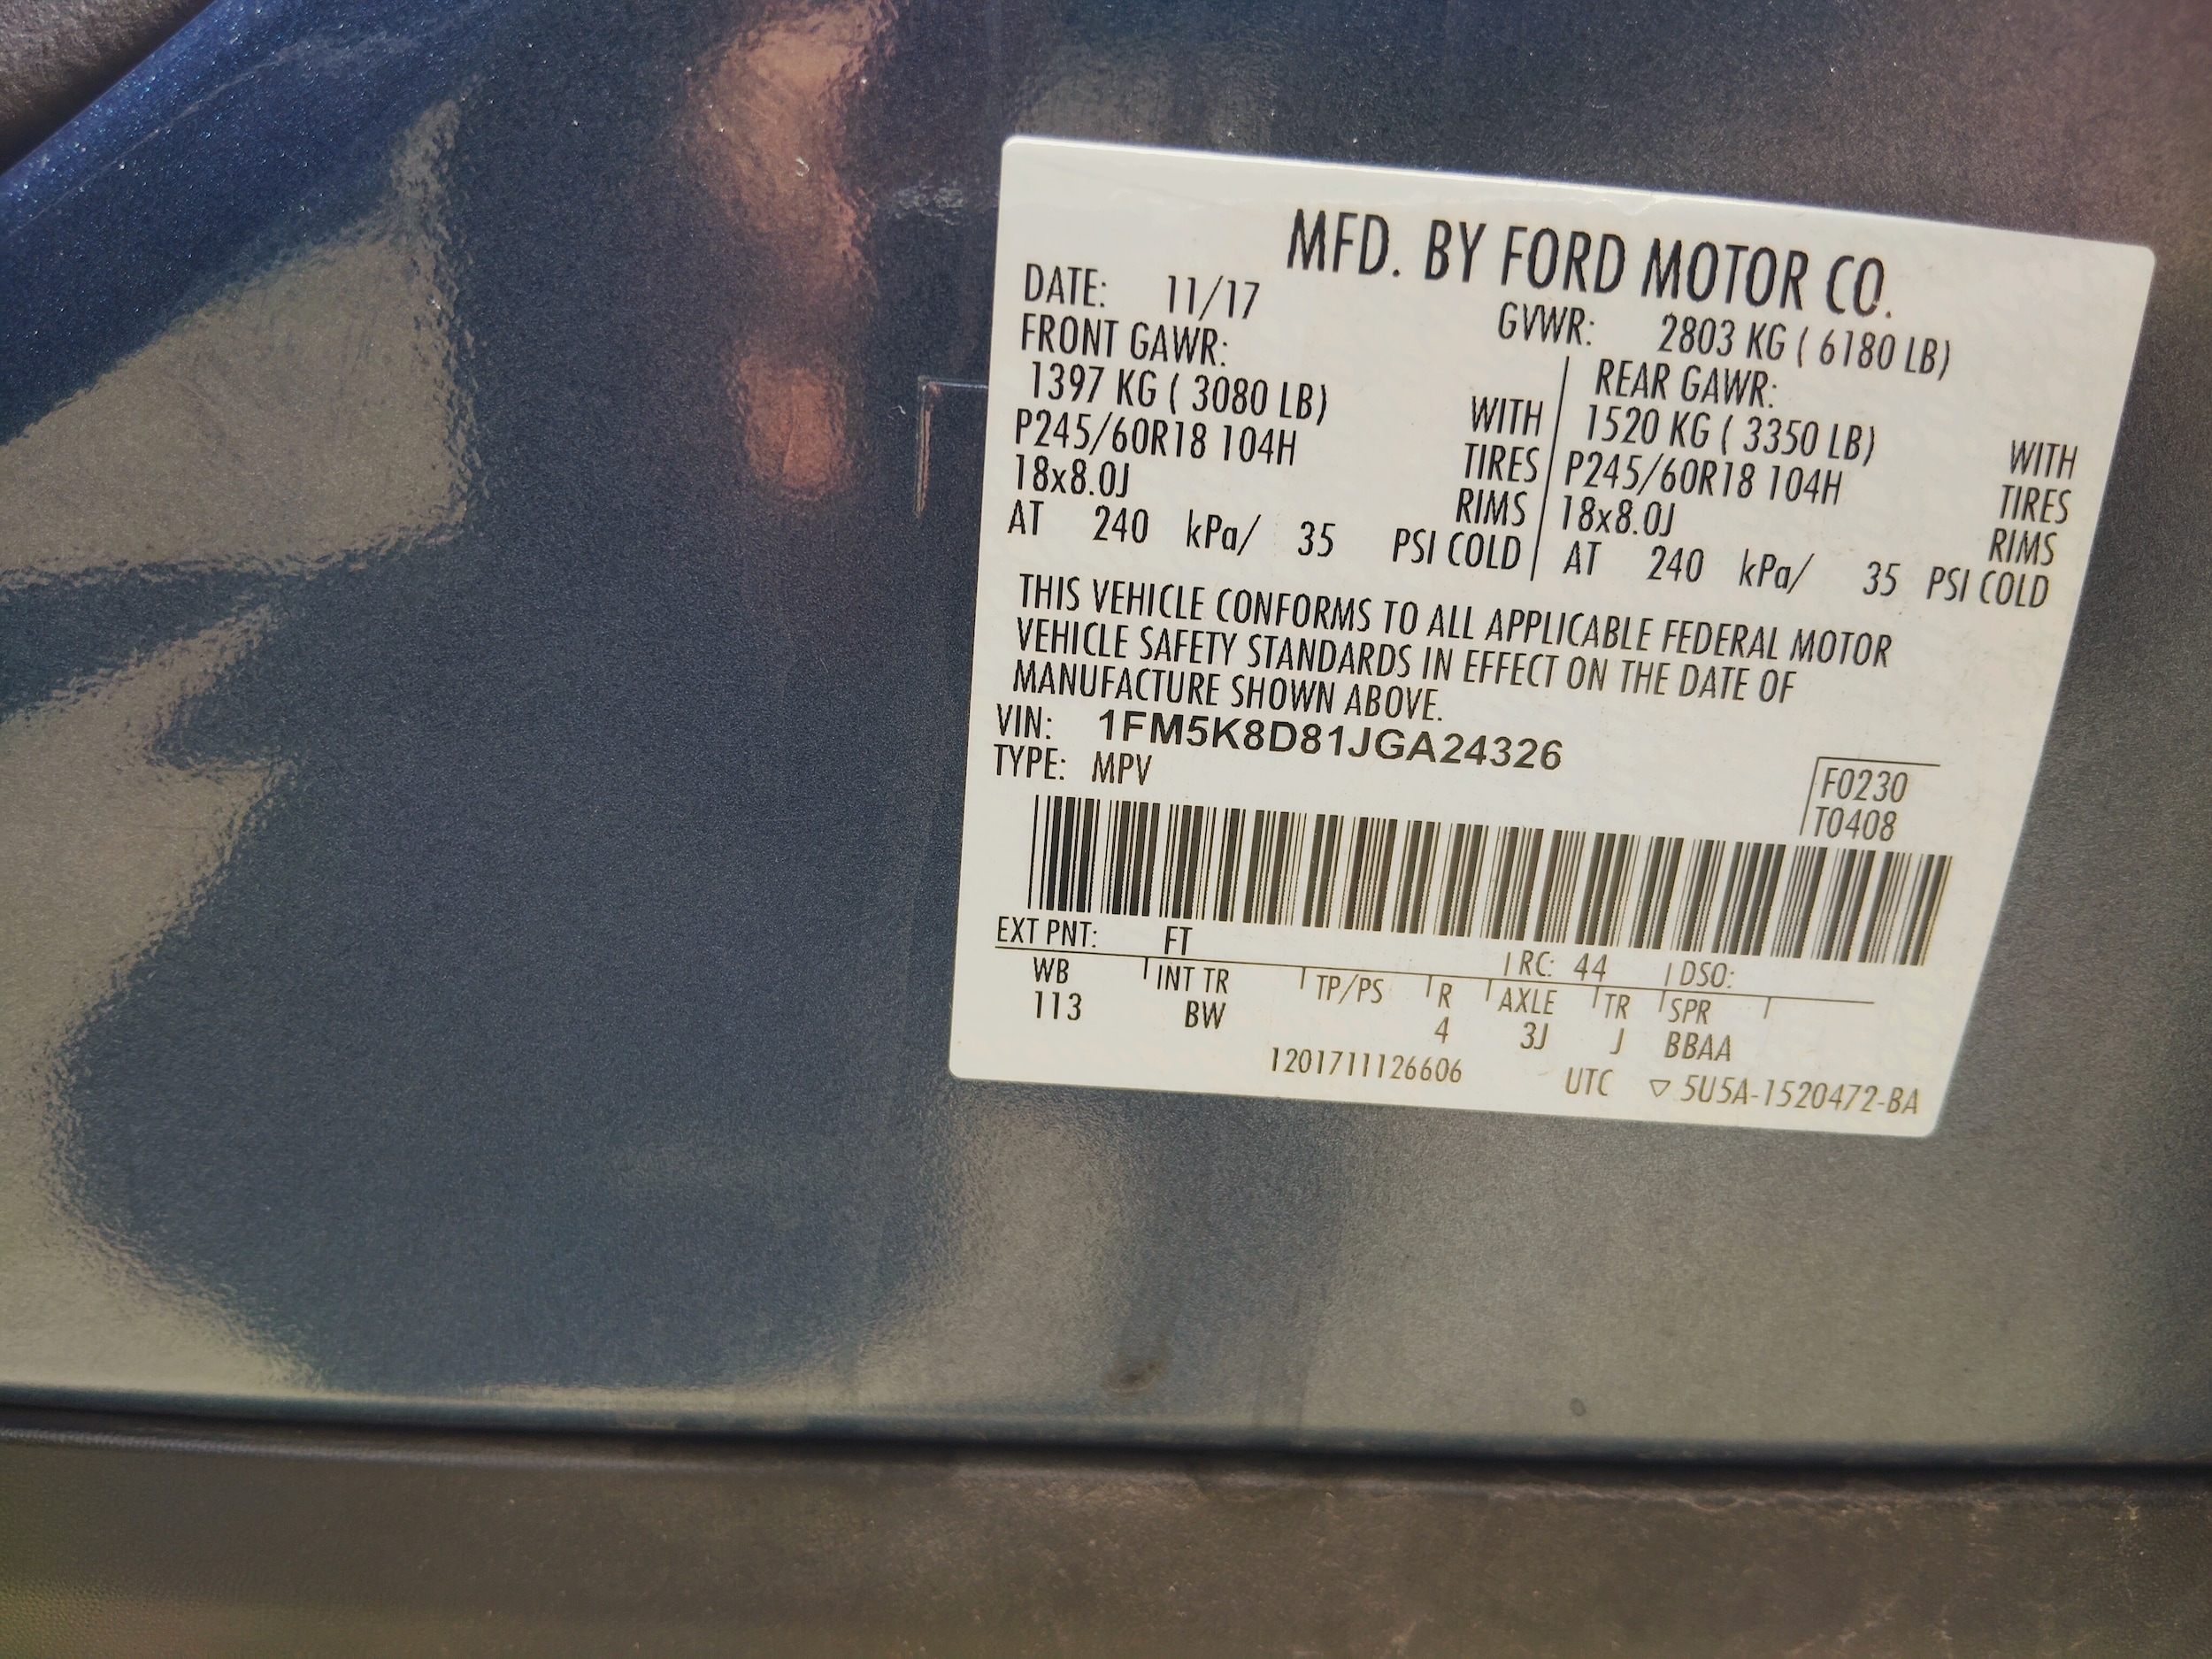 MFD. BY FORD MOTOR CO.
DATE: 11/17 GVWR: 2803 KG ( 6180 LB)
FRONT GAWR: REAR GAWR:
1397 KG ( 3080 LB) WITH 1520 KG ( 3350 LB) WITH
P245/60R18 104H TIRES P245/60R18 104H TIRES
18x8.0J RIMS 18x8.0J RIMS
AT 240 kPa/ 35 PSI COLD AT 240 kPa/ 35 PSI COLD
THIS VEHICLE CONFORMS TO ALL APPLICABLE FEDERAL MOTOR
VEHICLE SAFETY STANDARDS IN EFFECT ON THE DATE OF
MANUFACTURE SHOWN ABOVE.
VIN: 1FM5K8D81JGA24326
TYPE: MPV
F0230
T0408
EXT PNT: FT RC: 44 DSO:
WB INT TR TP/PS R AXLE TR SPR
113 BW 4 3J J BBAA
1201711126606 UTC ▽ 5U5A-1520472-BA